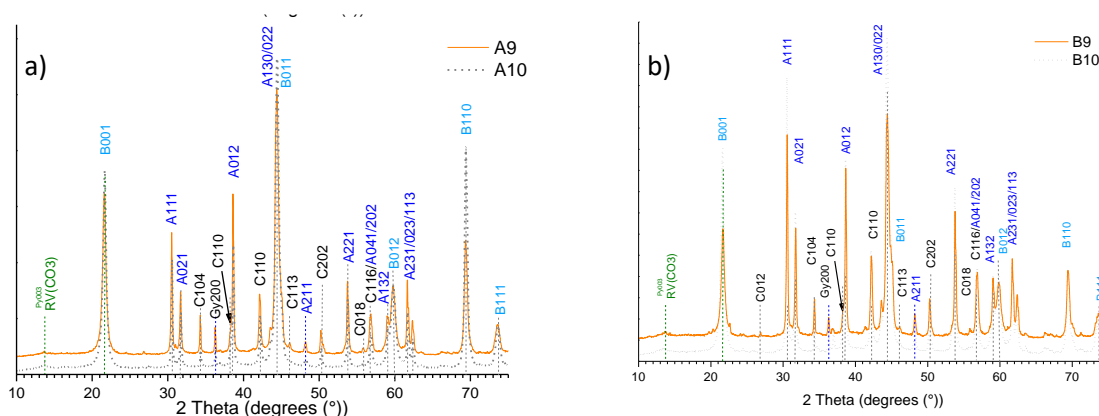 a)
A9
A10
Py003
RV(CO3)
B001
A111
A021
C104
Gy200
C110
A012
C110
A130/022
B011
C113
A211
C202
A221
C018
C116/A041/202
A132
B012
A231/023/113
B110
B111
10
20
30
40
50
60
70
2 Theta (degrees (°))
b)
B9
B10
Py003
RV(CO3)
B001
C012
A111
A021
C104
Gy200
C110
A012
C110
A130/022
B011
C113
A211
C202
A221
C018
C116/A041/202
A132
B012
A231/023/113
B110
10
20
30
40
50
60
70
2 Theta (degrees (°))